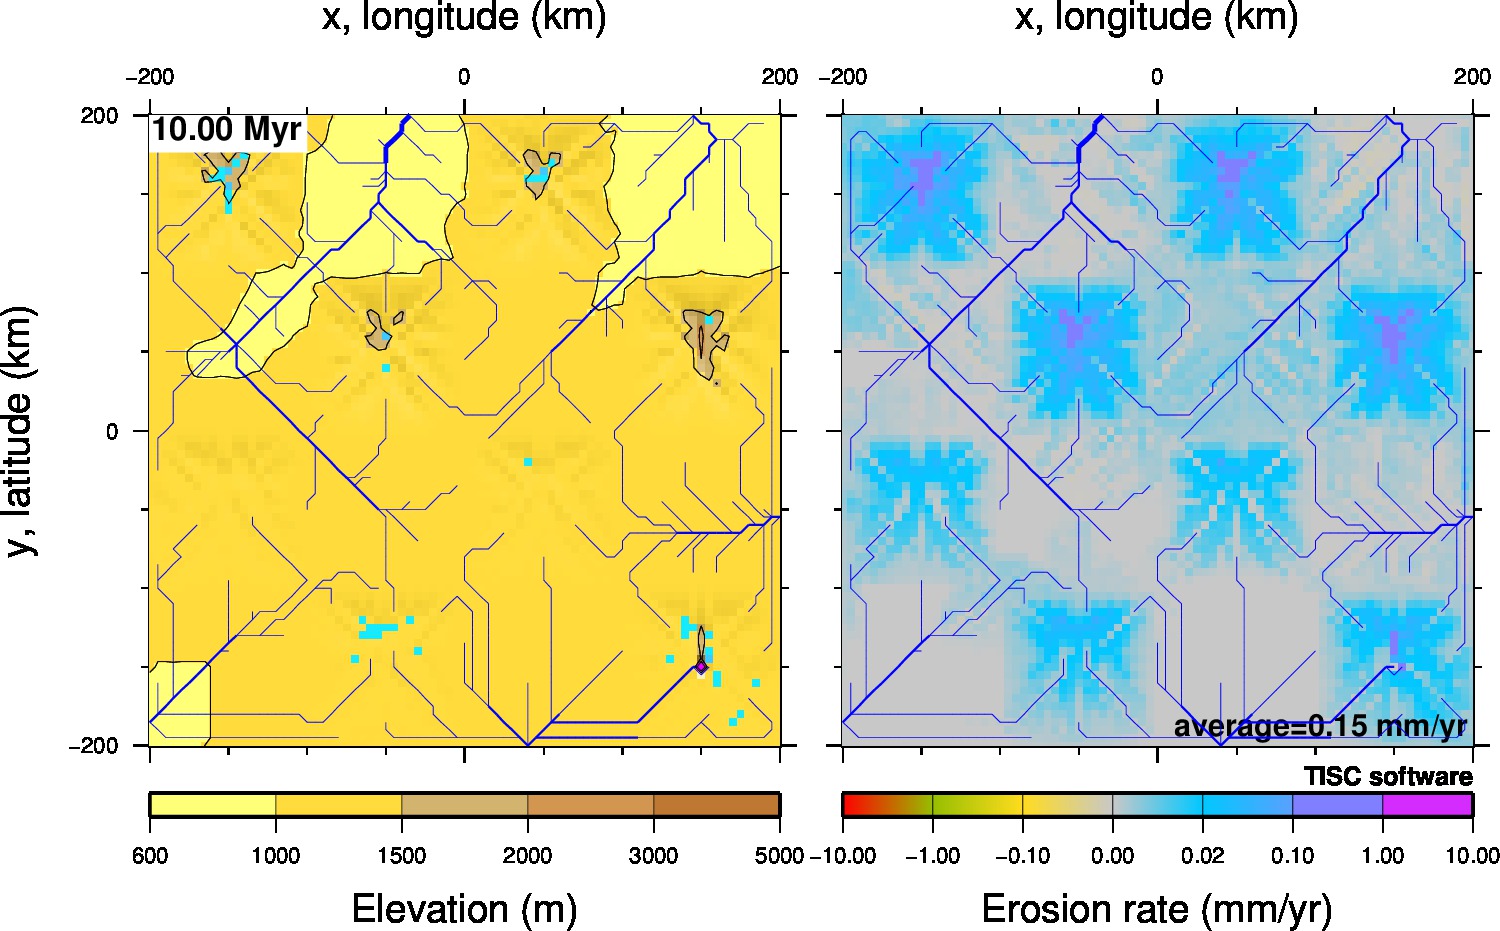 x, longitude (km)
x, longitude (km)
−200 0 200 −200 0 200
200
10.00 Myr
y, latitude (km)
0
−200
average=0.15 mm/yr
TISC software
600 1000 1500 2000 3000 5000
−10.00 −1.00 −0.10 0.00 0.02 0.10 1.00 10.00
Elevation (m)
Erosion rate (mm/yr)